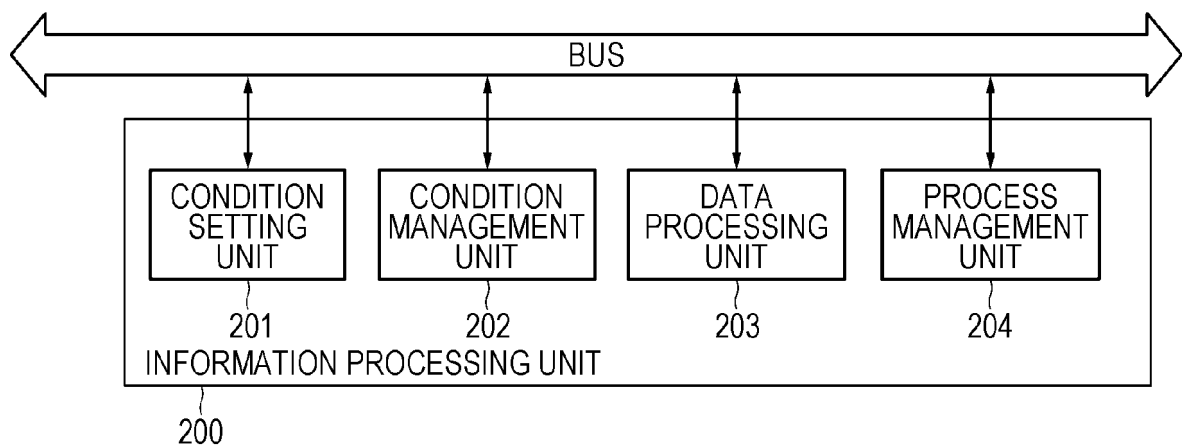 BUS
CONDITION
SETTING
UNIT
CONDITION
MANAGEMENT
UNIT
DATA
PROCESSING
UNIT
PROCESS
MANAGEMENT
UNIT
201
202
203
204
INFORMATION PROCESSING UNIT
200